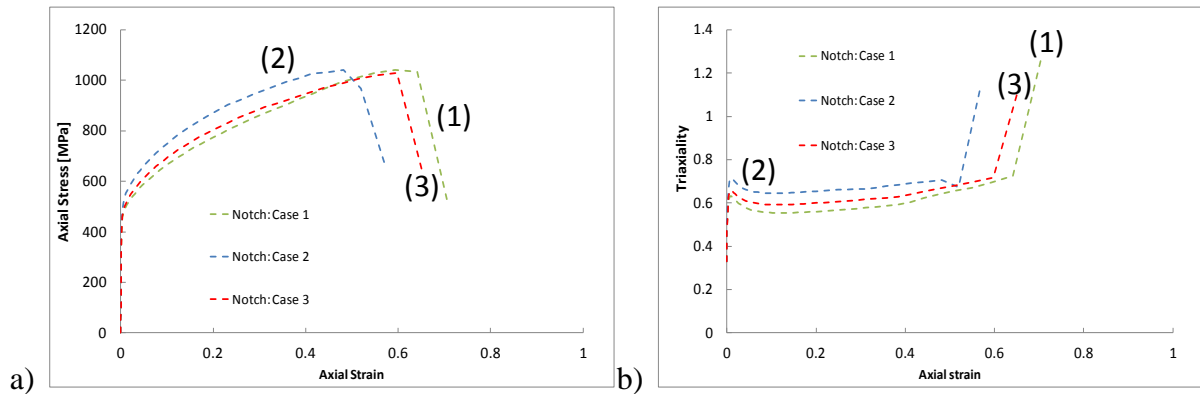 1200
1000
800
600
400
200
0
0
0.2
0.4
0.6
0.8
1
Axial Stress [MPa]
Axial Strain
(2)
(1)
(3)
Notch: Case 1
Notch: Case 2
Notch: Case 3
a)
1.4
1.2
1
0.8
0.6
0.4
0.2
0
0
0.2
0.4
0.6
0.8
1
Triaxiality
Axial strain
(1)
(3)
(2)
Notch: Case 1
Notch: Case 2
Notch: Case 3
b)